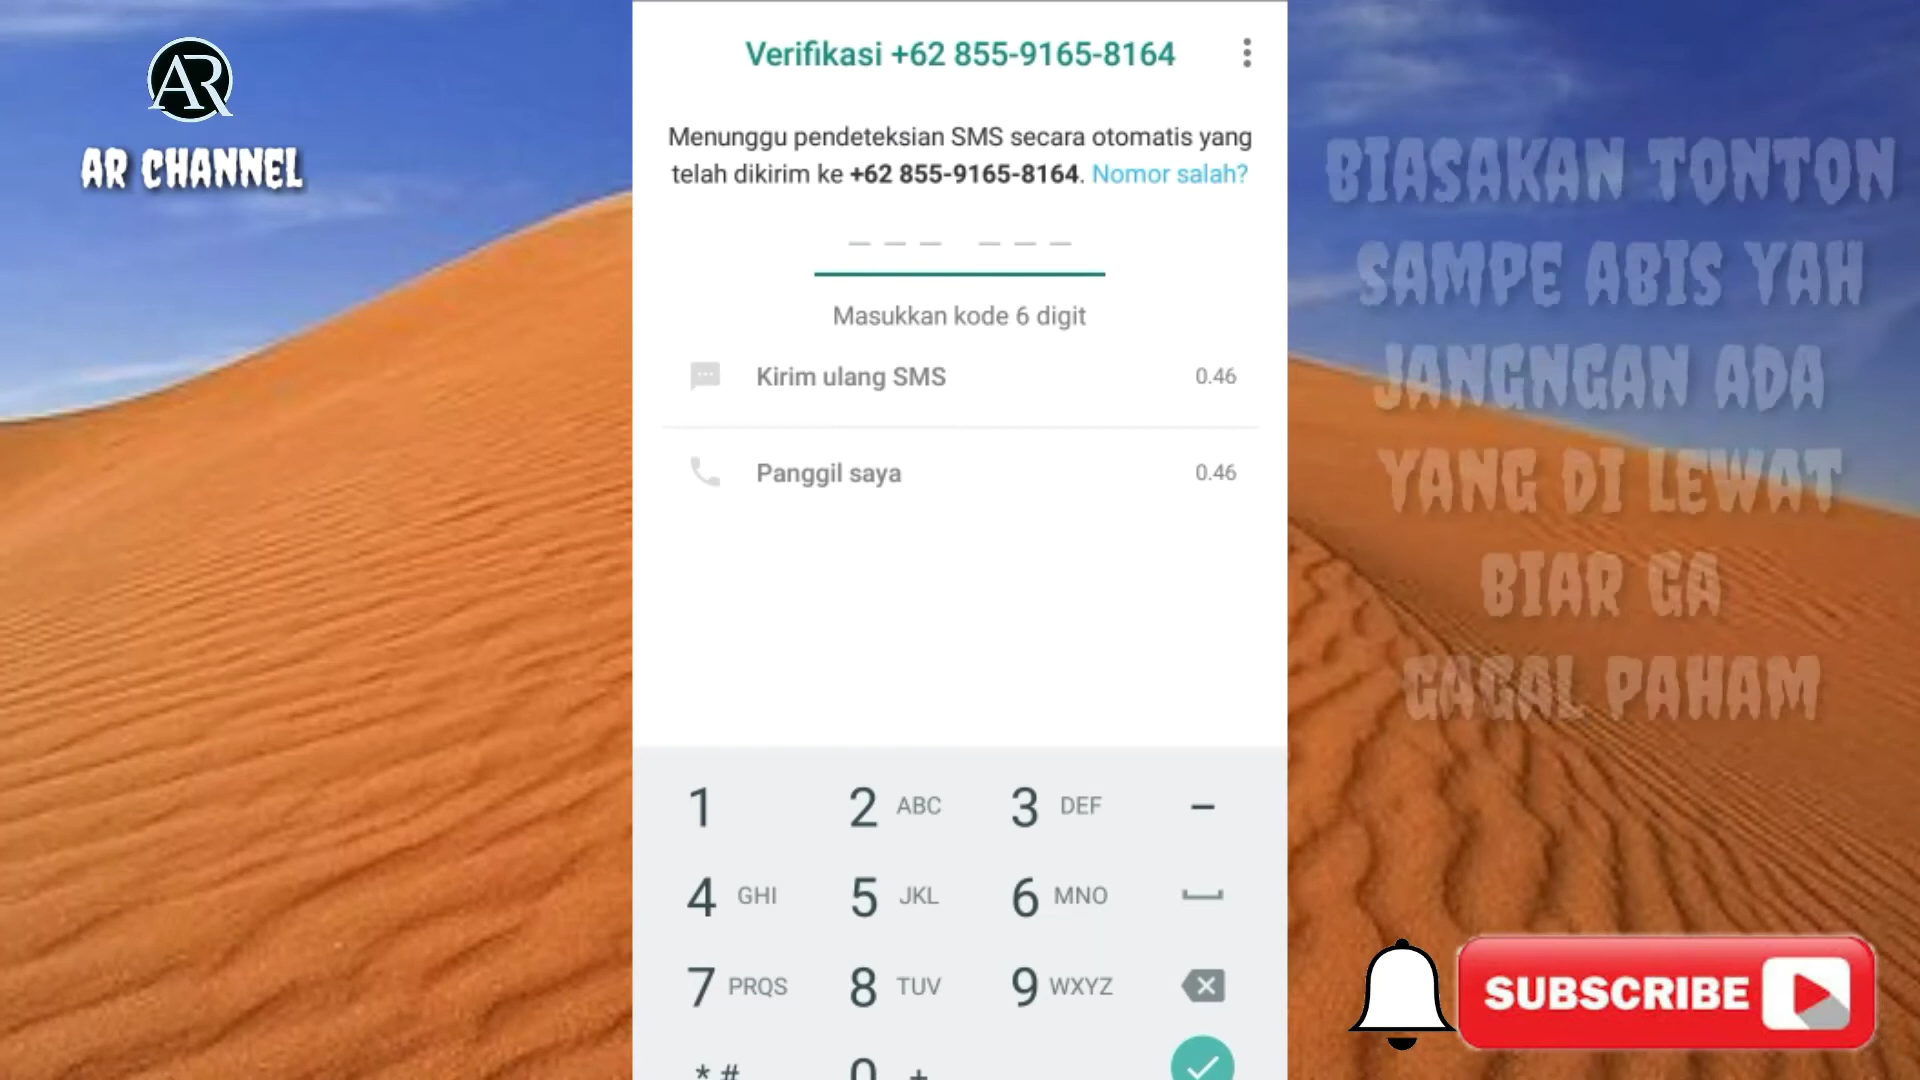 AR
AR CHANNEL
Verifikasi +62 855-9165-8164
Menunggu pendeteksian SMS secara otomatis yang
telah dikirim ke +62 855-9165-8164. Nomor salah?
Masukkan kode 6 digit
Kirim ulang SMS 0.46
Panggil saya 0.46
1 2 ABC 3 DEF –
4 GHI 5 JKL 6 MNO
7 PRQS 8 TUV 9 WXYZ
* # 0 +
BIASAKAN TONTON
SAMPE ABIS YAH
JANGNGAN ADA
YANG DI LEWAT
BIAR GA
GAGAL PAHAM
SUBSCRIBE